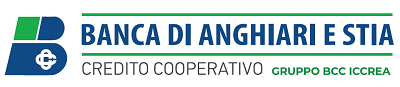 BANCA DI ANGHIARI E STIA
CREDITO COOPERATIVO GRUPPO BCC ICCREA